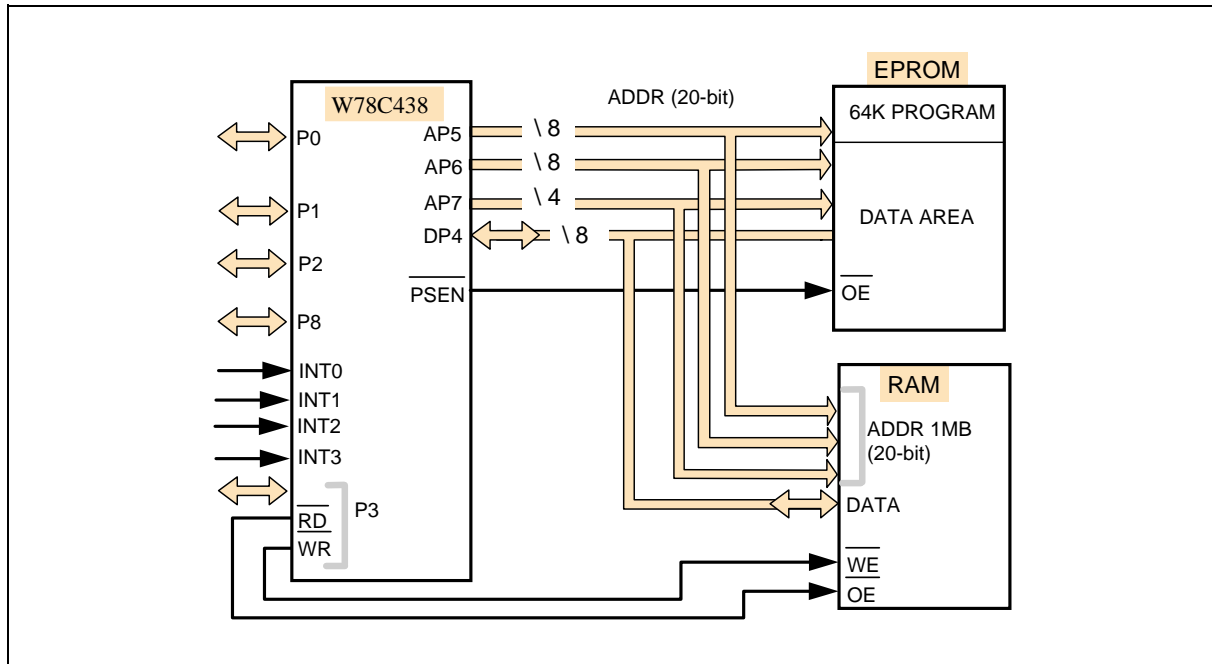 W78C438
P0
P1
P2
P8
INT0
INT1
INT2
INT3
P3
RD
WR
AP5
AP6
AP7
DP4
PSEN
ADDR (20-bit)
\ 8
\ 8
\ 4
\ 8
EPROM
64K PROGRAM
DATA AREA
OE
RAM
ADDR 1MB
(20-bit)
DATA
WE
OE